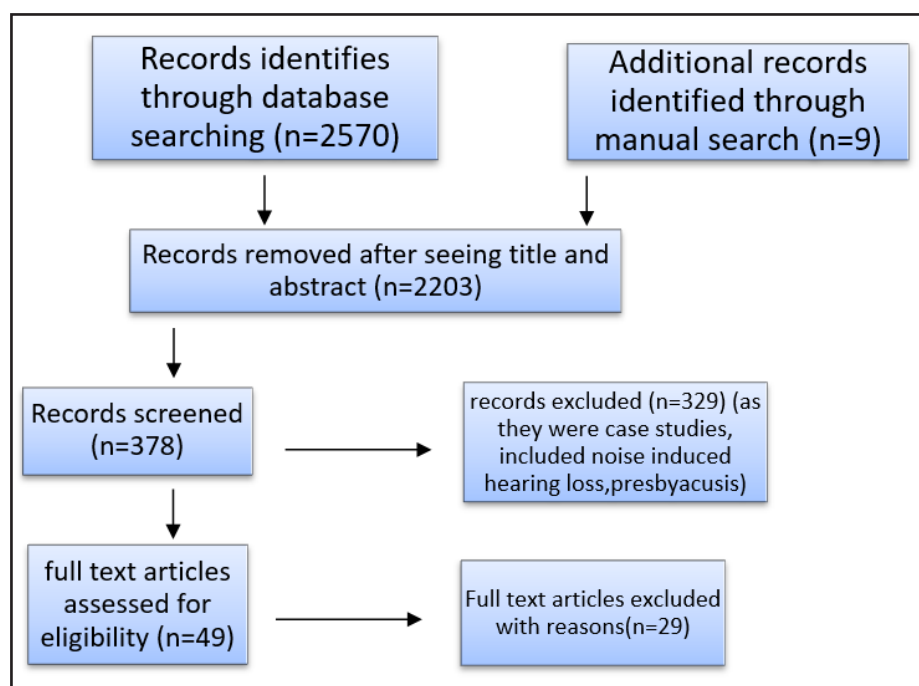 Records identifies
through database
searching (n=2570)
Additional records
identified through
manual search (n=9)
Records removed after seeing title and
abstract (n=2203)
Records screened
(n=378)
records excluded (n=329) (as
they were case studies,
included noise induced
hearing loss,presbyacusis)
full text articles
assessed for
eligibility (n=49)
Full text articles excluded
with reasons(n=29)